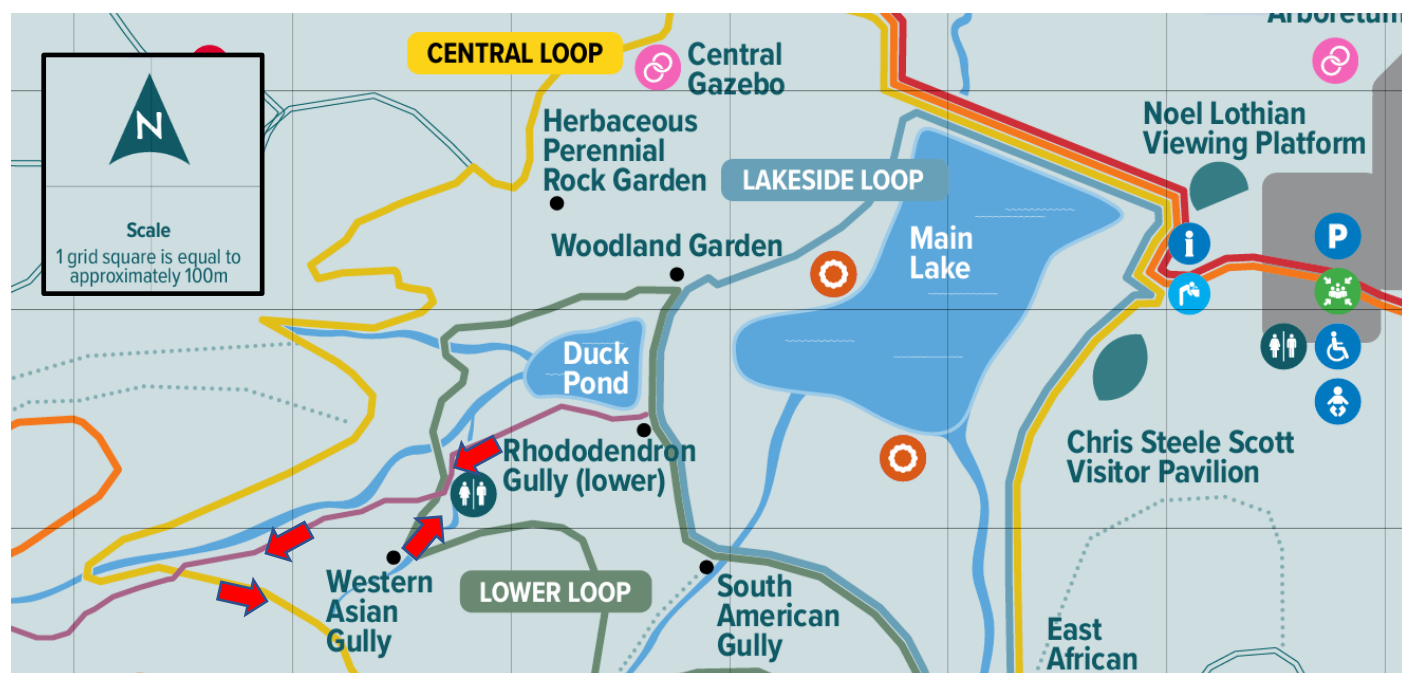 Arboretum
CENTRAL LOOP
Central
Gazebo
N
Scale
1 grid square is equal to
approximately 100m
Herbaceous
Perennial
Rock Garden
Noel Lothian
Viewing Platform
LAKESIDE LOOP
Woodland Garden
Main
Lake
i
P
Duck
Pond
Rhododendron
Gully (lower)
Chris Steele Scott
Visitor Pavilion
Western
Asian
Gully
LOWER LOOP
South
American
Gully
East
African